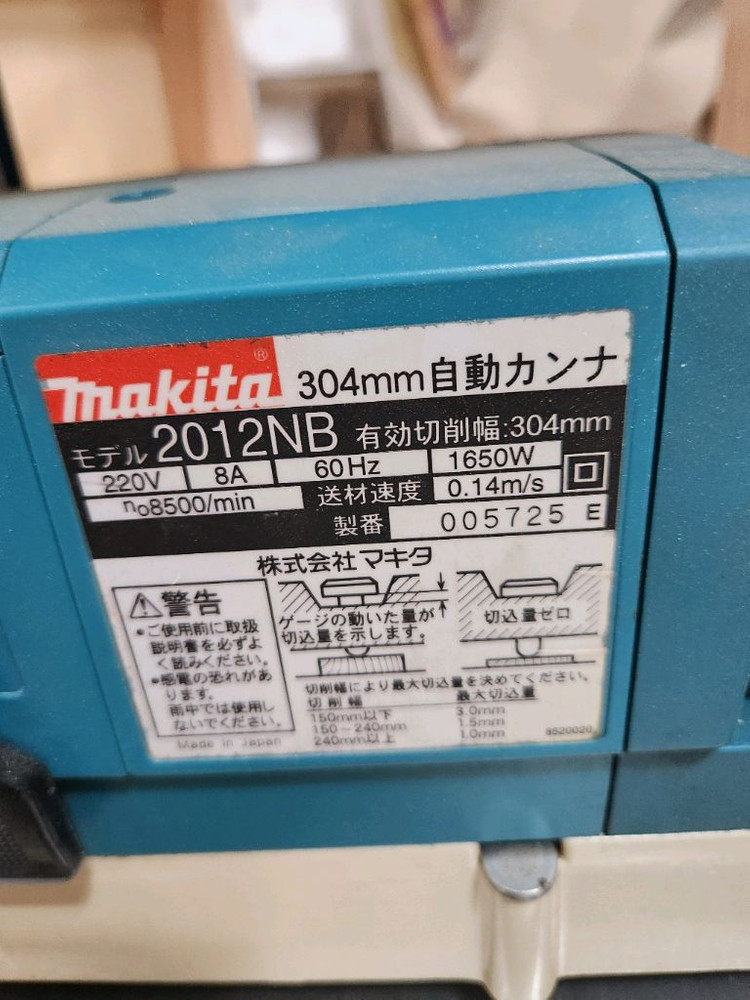 makita®
304mm自動カンナ
モデル 2012NB 有効切削幅:304mm
220V 8A 60Hz 1650W
no8500/min 送材速度 0.14m/s
製番 005725 E
株式会社マキタ
⚠警告
•ご使用前に取扱
説明書を必ずよ
く読みください。
•感電の恐れがあ
ります。
雨中では使用し
ないでください。
Made in Japan
ゲージの動いた量が
切込量を示します。
切込量ゼロ
切削幅により最大切込量を決めてください。
切削幅 最大切込量
150mm以下 3.0mm
150~240mm 1.5mm
240mm以上 1.0mm
8520020